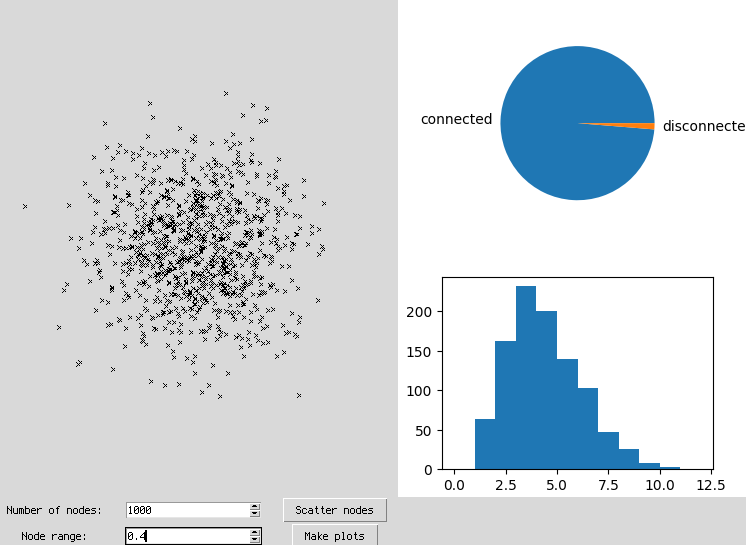 connected
disconnecte
200
150
100
50
0
0.0 2.5 5.0 7.5 10.0 12.5
Number of nodes: 1000 Scatter nodes
Node range: 0.4 Make plots